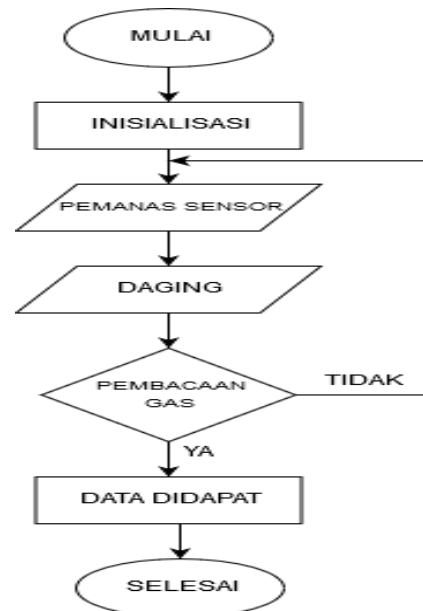 MULAI
INISIALISASI
PEMANAS SENSOR
DAGING
PEMBACAAN
GAS
TIDAK
YA
DATA DIDAPAT
SELESAI